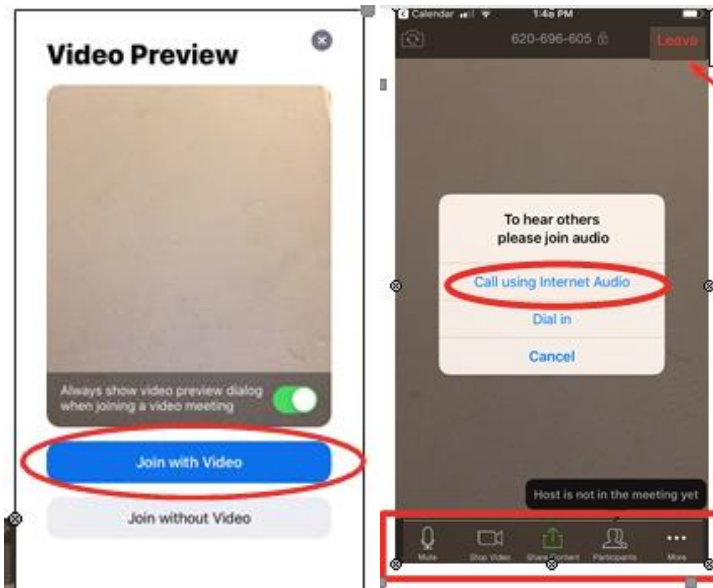 Video Preview
Always show video preview dialog
when joining a video meeting
Join with Video
Join without Video
Calendar
1:48 PM
620-696-605
Leave
To hear others
please join audio
Call using Internet Audio
Dial in
Cancel
Host is not in the meeting yet
Mute
Stop Video
Share Content
Participants
More